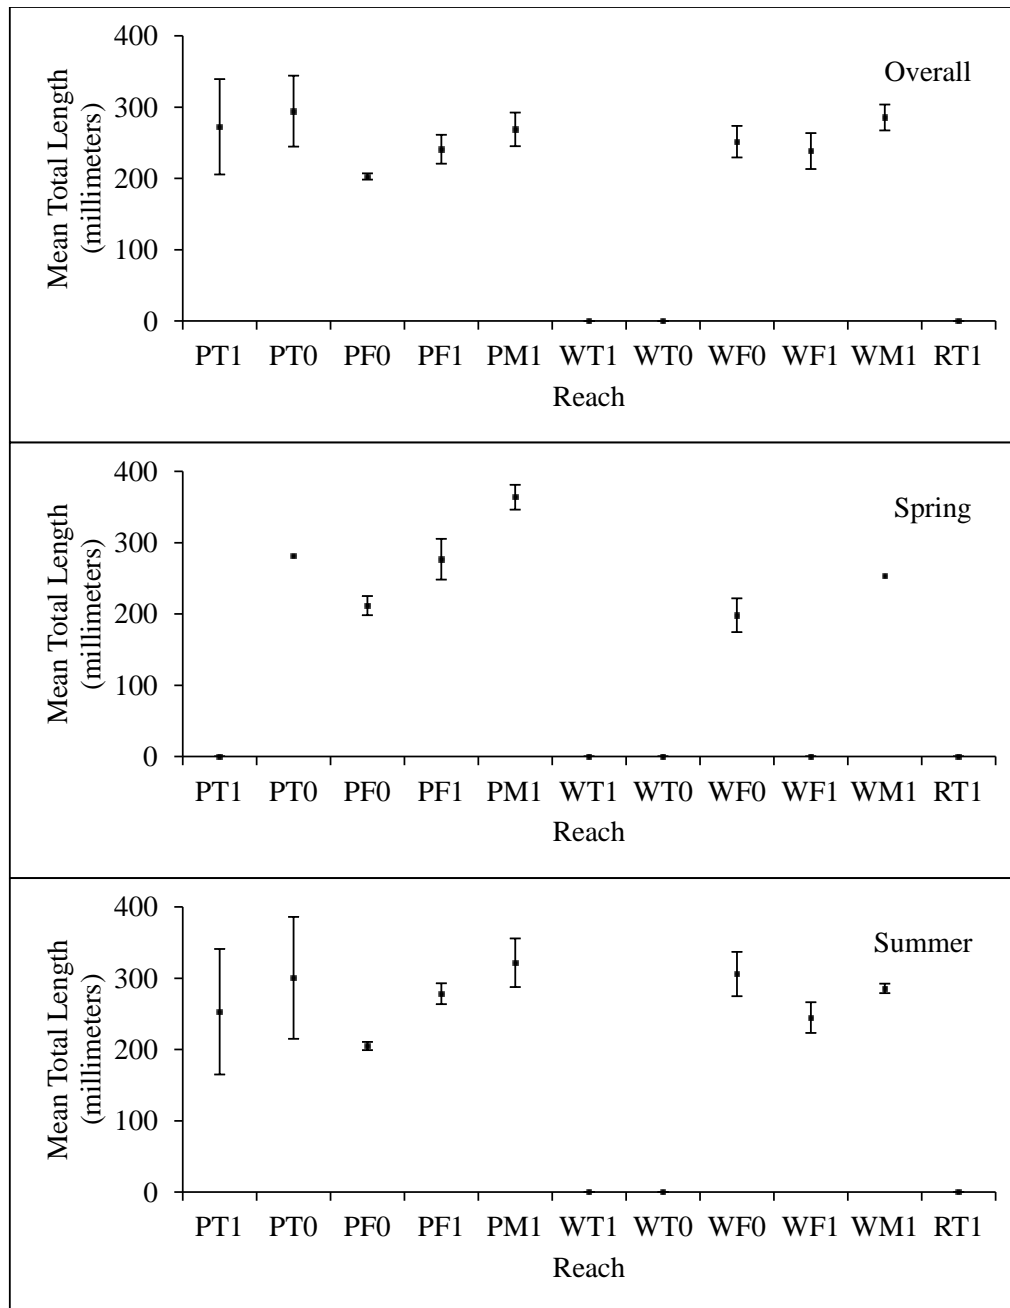 Overall
Mean Total Length
(millimeters)
400
300
200
100
0
PT1 PT0 PF0 PF1 PM1 WT1 WT0 WF0 WF1 WM1 RT1
Reach
Spring
Mean Total Length
(millimeters)
400
300
200
100
0
PT1 PT0 PF0 PF1 PM1 WT1 WT0 WF0 WF1 WM1 RT1
Reach
Summer
Mean Total Length
(millimeters)
400
300
200
100
0
PT1 PT0 PF0 PF1 PM1 WT1 WT0 WF0 WF1 WM1 RT1
Reach